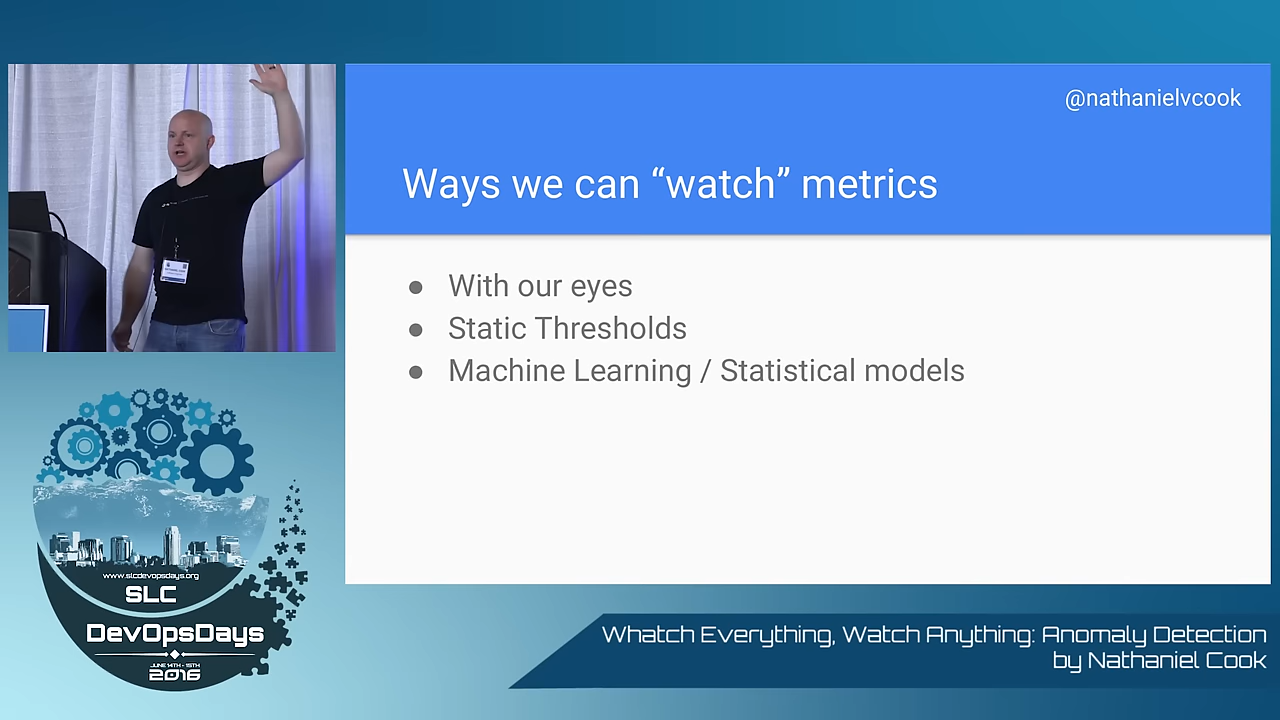 @nathanielvcook
Ways we can “watch” metrics
● With our eyes
● Static Thresholds
● Machine Learning / Statistical models
www.slcdevopsdays.org
SLC
DevOpsDays
JUNE 14TH - 15TH
2016
Whatch Everything, Watch Anything: Anomaly Detection
by Nathaniel Cook